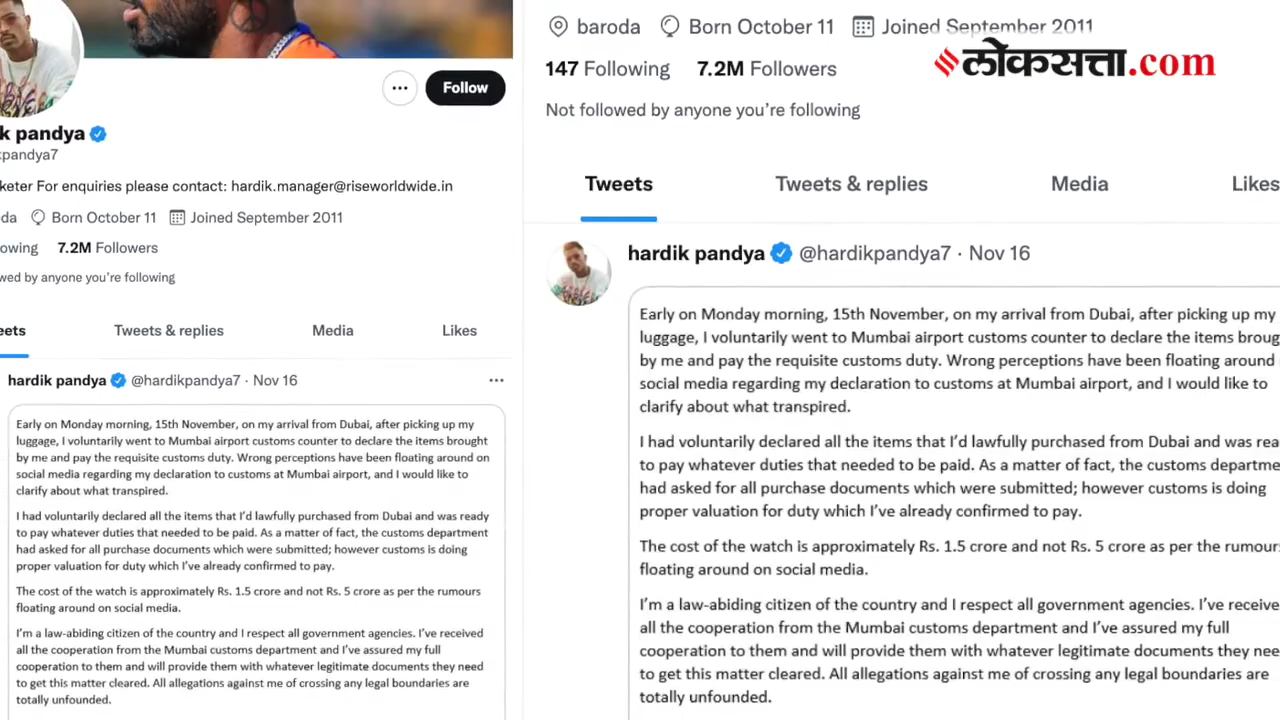 Follow
k pandya
kpandya7
keter For enquiries please contact: hardik.manager@riseworldwide.in
da Born October 11 Joined September 2011
owing 7.2M Followers
wed by anyone you're following
eets Tweets & replies Media Likes
hardik pandya @hardikpandya7 · Nov 16
Early on Monday morning, 15th November, on my arrival from Dubai, after picking up my
luggage, I voluntarily went to Mumbai airport customs counter to declare the items brought
by me and pay the requisite customs duty. Wrong perceptions have been floating around on
social media regarding my declaration to customs at Mumbai airport, and I would like to
clarify about what transpired.
I had voluntarily declared all the items that I'd lawfully purchased from Dubai and was ready
to pay whatever duties that needed to be paid. As a matter of fact, the customs department
had asked for all purchase documents which were submitted; however customs is doing
proper valuation for duty which I've already confirmed to pay.
The cost of the watch is approximately Rs. 1.5 crore and not Rs. 5 crore as per the rumours
floating around on social media.
I'm a law-abiding citizen of the country and I respect all government agencies. I've received
all the cooperation from the Mumbai customs department and I've assured my full
cooperation to them and will provide them with whatever legitimate documents they need
to get this matter cleared. All allegations against me of crossing any legal boundaries are
totally unfounded.
baroda Born October 11 Joined September 2011
लोकसत्ता.com
147 Following 7.2M Followers
Not followed by anyone you're following
Tweets Tweets & replies Media Likes
hardik pandya @hardikpandya7 · Nov 16
Early on Monday morning, 15th November, on my arrival from Dubai, after picking up my
luggage, I voluntarily went to Mumbai airport customs counter to declare the items broug
by me and pay the requisite customs duty. Wrong perceptions have been floating around
social media regarding my declaration to customs at Mumbai airport, and I would like to
clarify about what transpired.
I had voluntarily declared all the items that I'd lawfully purchased from Dubai and was rea
to pay whatever duties that needed to be paid. As a matter of fact, the customs departme
had asked for all purchase documents which were submitted; however customs is doing
proper valuation for duty which I've already confirmed to pay.
The cost of the watch is approximately Rs. 1.5 crore and not Rs. 5 crore as per the rumours
floating around on social media.
I'm a law-abiding citizen of the country and I respect all government agencies. I've receive
all the cooperation from the Mumbai customs department and I've assured my full
cooperation to them and will provide them with whatever legitimate documents they nee
to get this matter cleared. All allegations against me of crossing any legal boundaries are
totally unfounded.